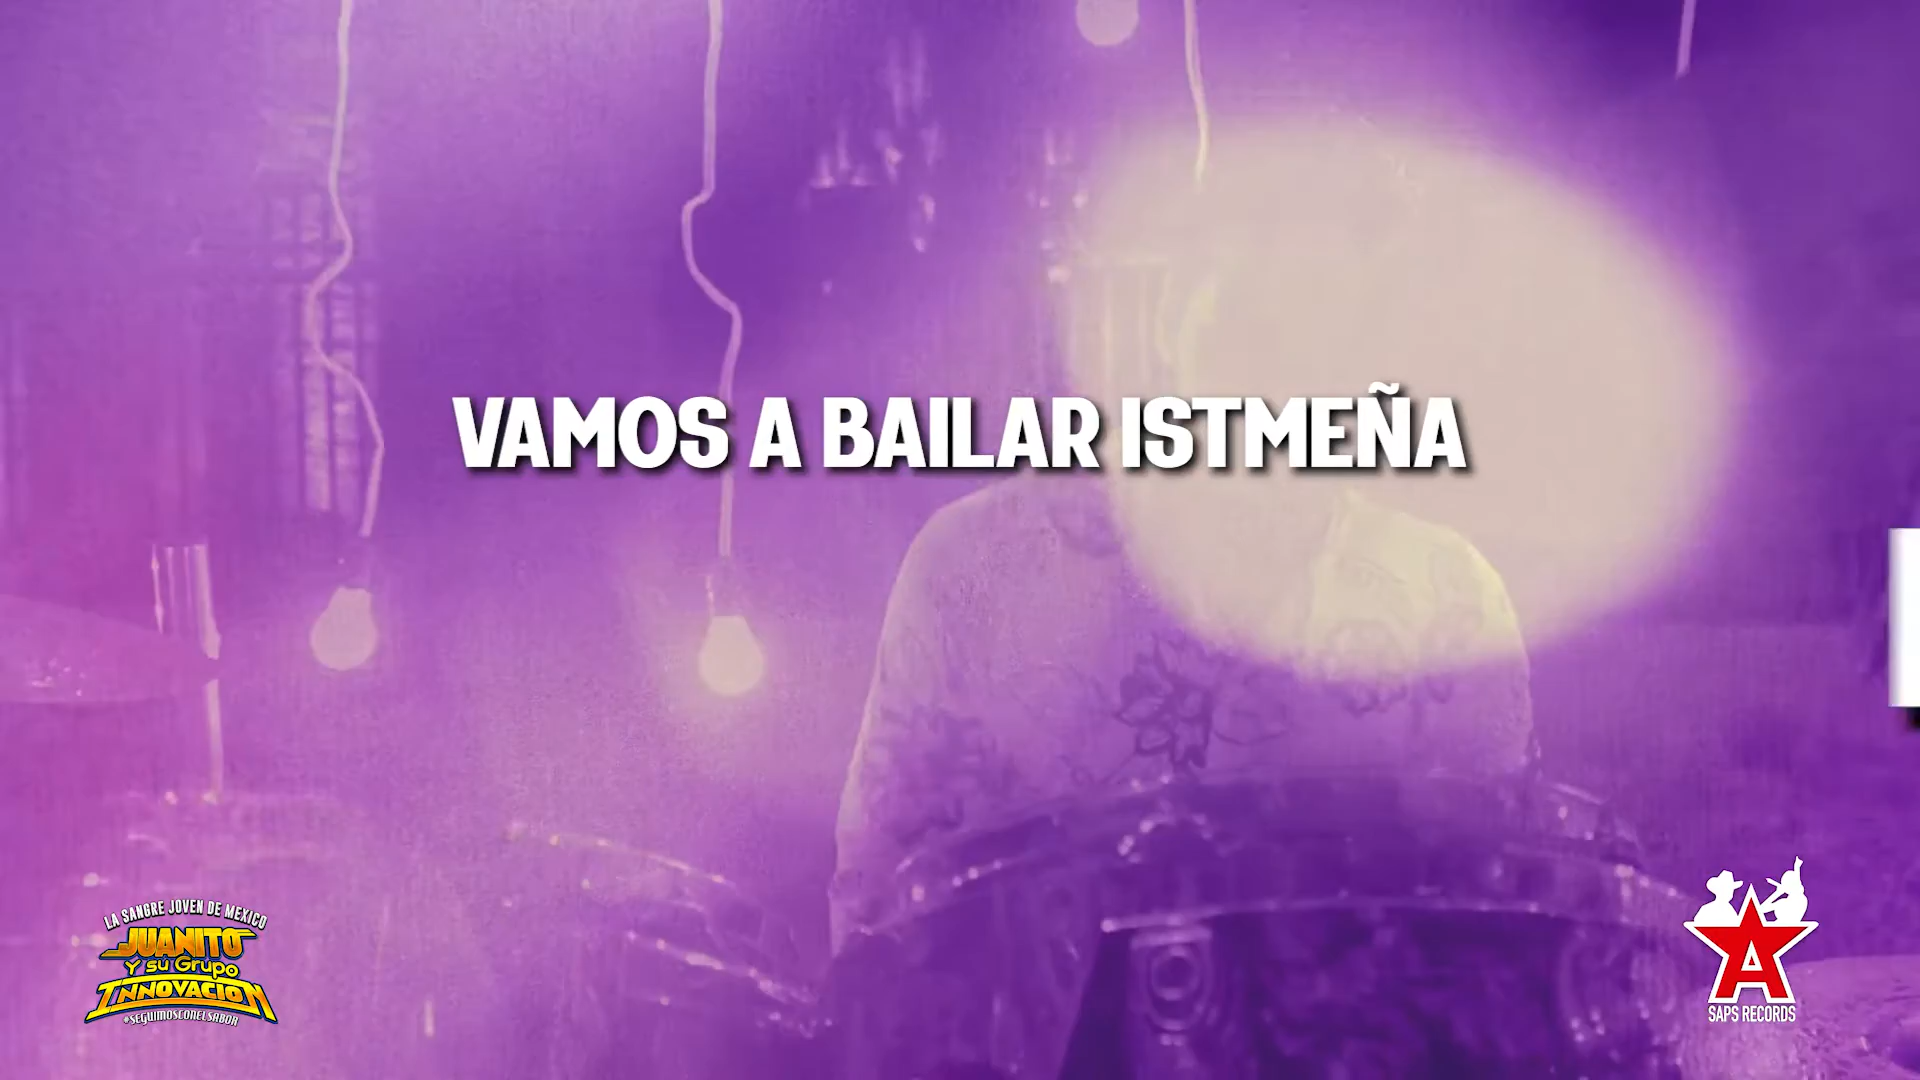 VAMOS A BAILAR ISTMEÑA
LA SANGRE JOVEN DE MEXICO
JUANITO
Y SU GRUPO
INNOVACION
#SEGUIMOSCONELSABOR
A
SAPS RECORDS